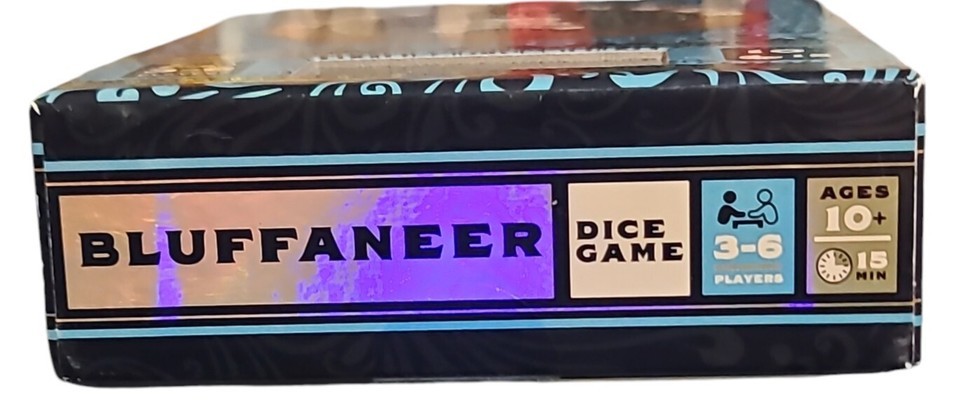 BLUFFANEER
DICE
GAME
3-6
PLAYERS
AGES
10+
15
MIN